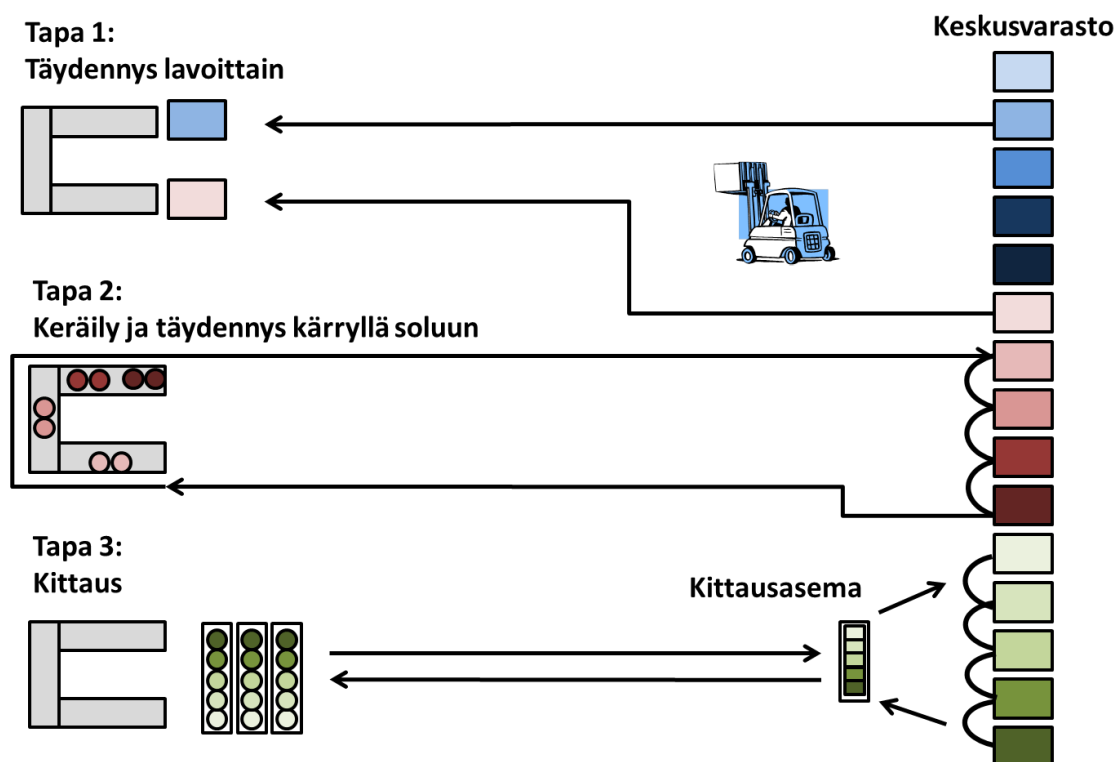 Tapa 1:
Täydennys lavoittain
Keskusvarasto
Tapa 2:
Keräily ja täydennys kärryllä soluun
Tapa 3:
Kittaus
Kittausasema